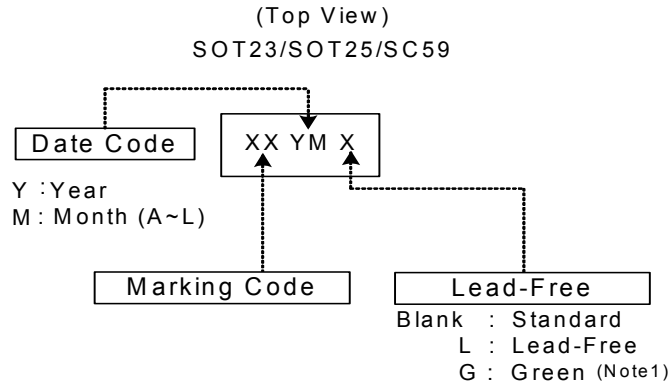 (Top View)
SOT23/SOT25/SC59
Date Code
XX YM X
Y : Year
M : Month (A~L)
Marking Code
Lead-Free
Blank : Standard
L : Lead-Free
G : Green (Note1)